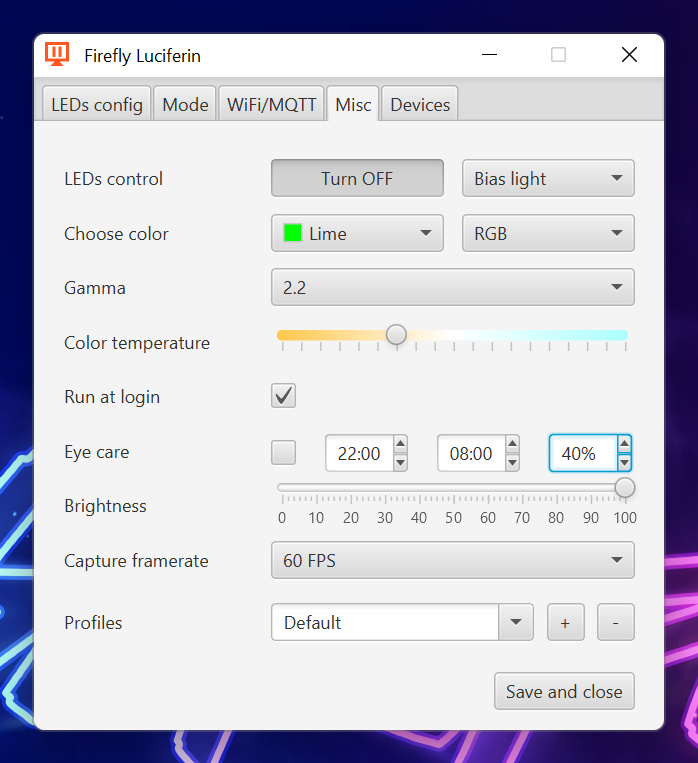 Firefly Luciferin
LEDs config Mode WiFi/MQTT Misc Devices
LEDs control Turn OFF Bias light
Choose color Lime RGB
Gamma 2.2
Color temperature
Run at login
Eye care 22:00 08:00 40%
Brightness
0 10 20 30 40 50 60 70 80 90 100
Capture framerate 60 FPS
Profiles Default + -
Save and close